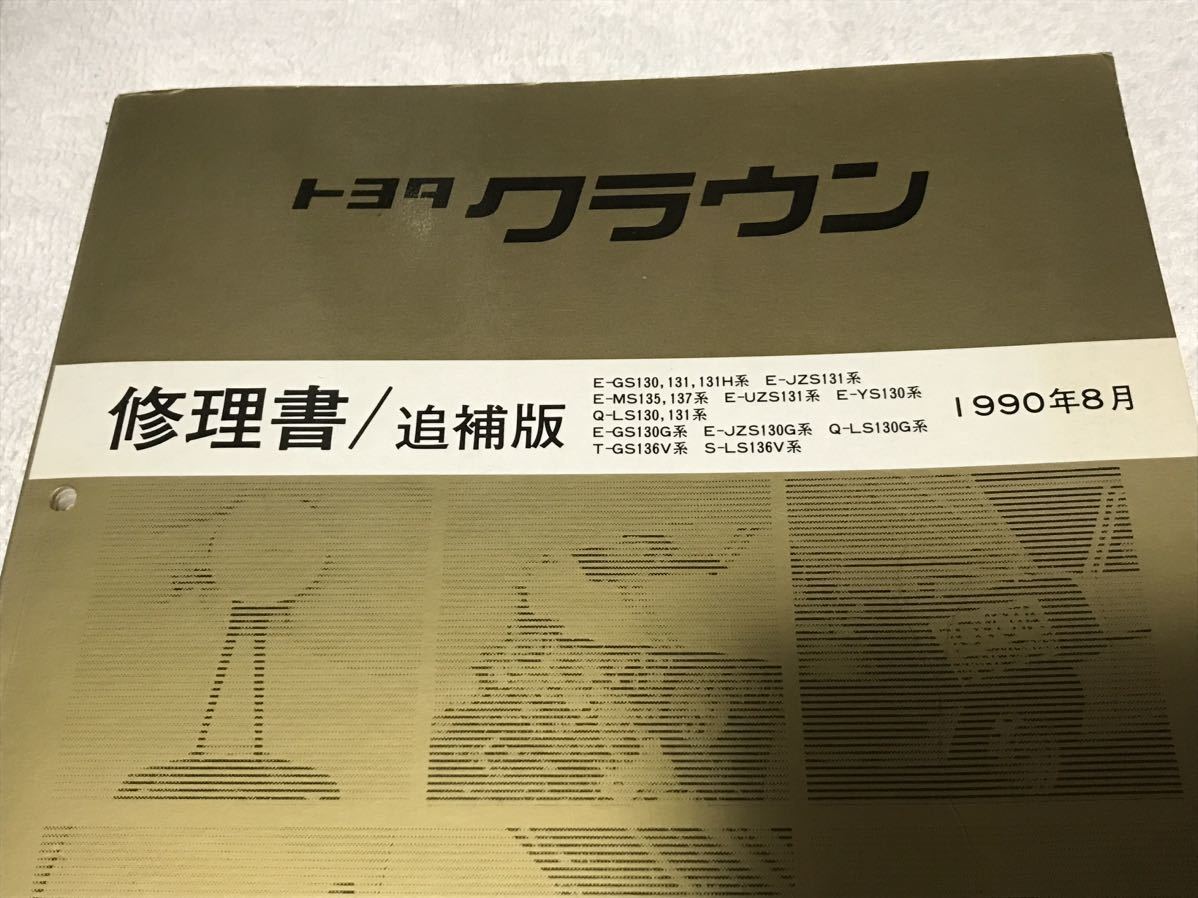 トヨタ クラウン
修理書/追補版
E-GS130,131,131H系 E-JZS131系
E-MS135,137系 E-UZS131系 E-YS130系
Q-LS130,131系
E-GS130G系 E-JZS130G系 Q-LS130G系
T-GS136V系 S-LS136V系
1990年8月